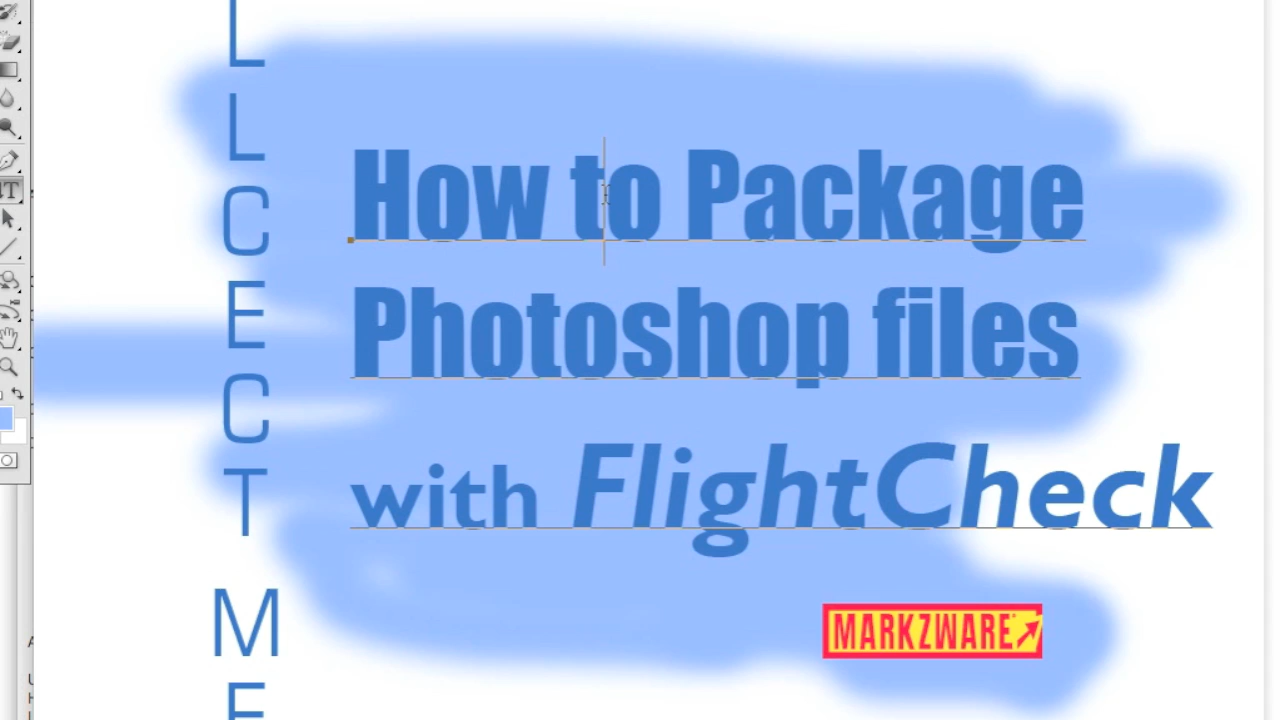 L
L
C
E
C
T
M
E
How to Package
Photoshop files
with FlightCheck
MARKZWARE